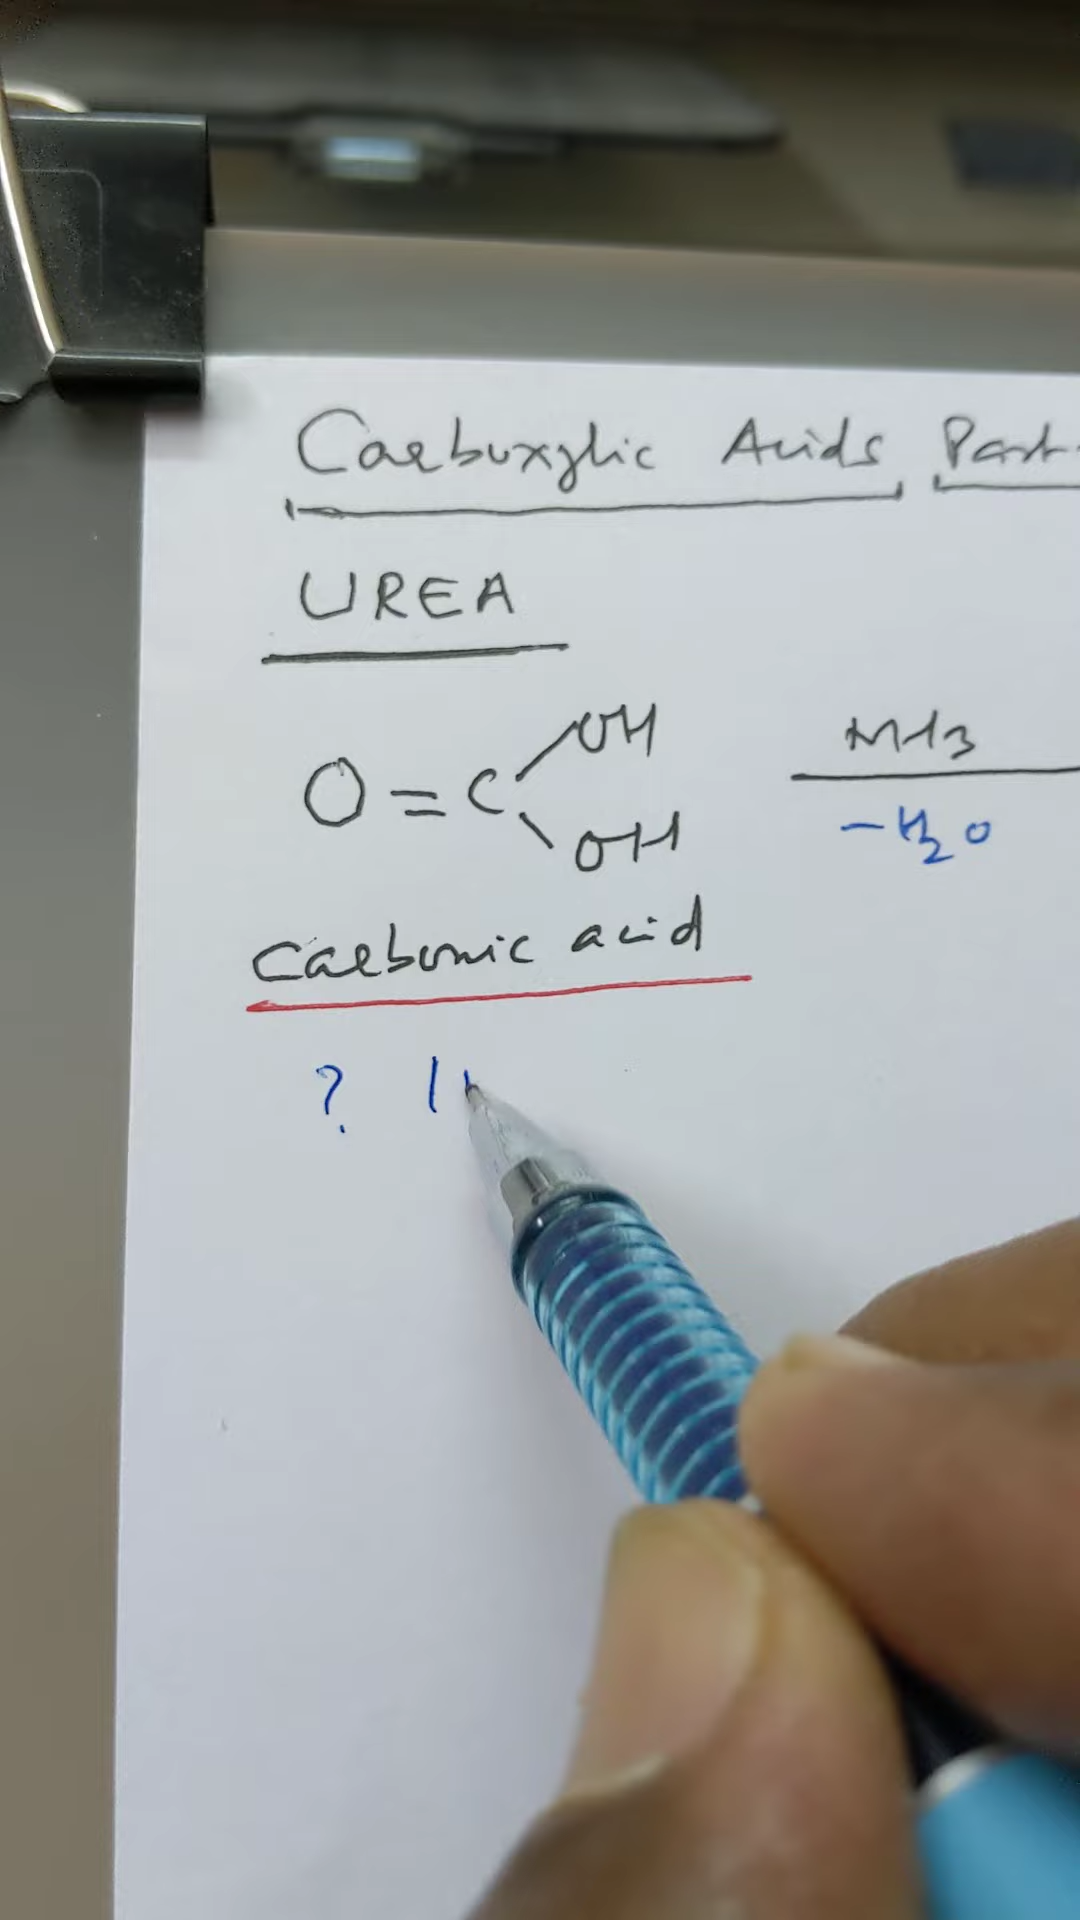 Carboxylic Acids Part
UREA
OH
NH3
O=C
-H2O
OH
Carbonic acid
?